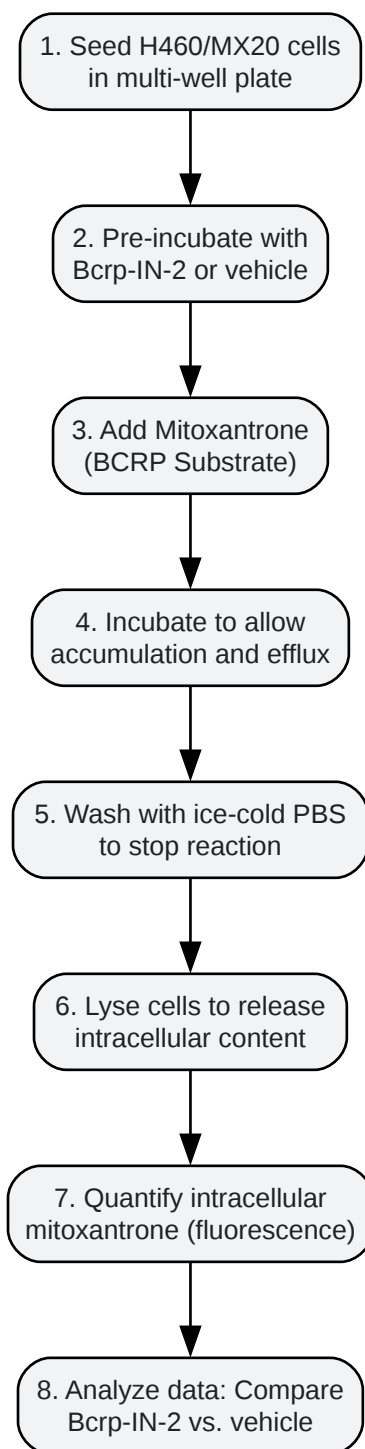 1. Seed H460/MX20 cells
in multi-well plate
2. Pre-incubate with
Bcrp-IN-2 or vehicle
3. Add Mitoxantrone
(BCRP Substrate)
4. Incubate to allow
accumulation and efflux
5. Wash with ice-cold PBS
to stop reaction
6. Lyse cells to release
intracellular content
7. Quantify intracellular
mitoxantrone (fluorescence)
8. Analyze data: Compare
Bcrp-IN-2 vs. vehicle